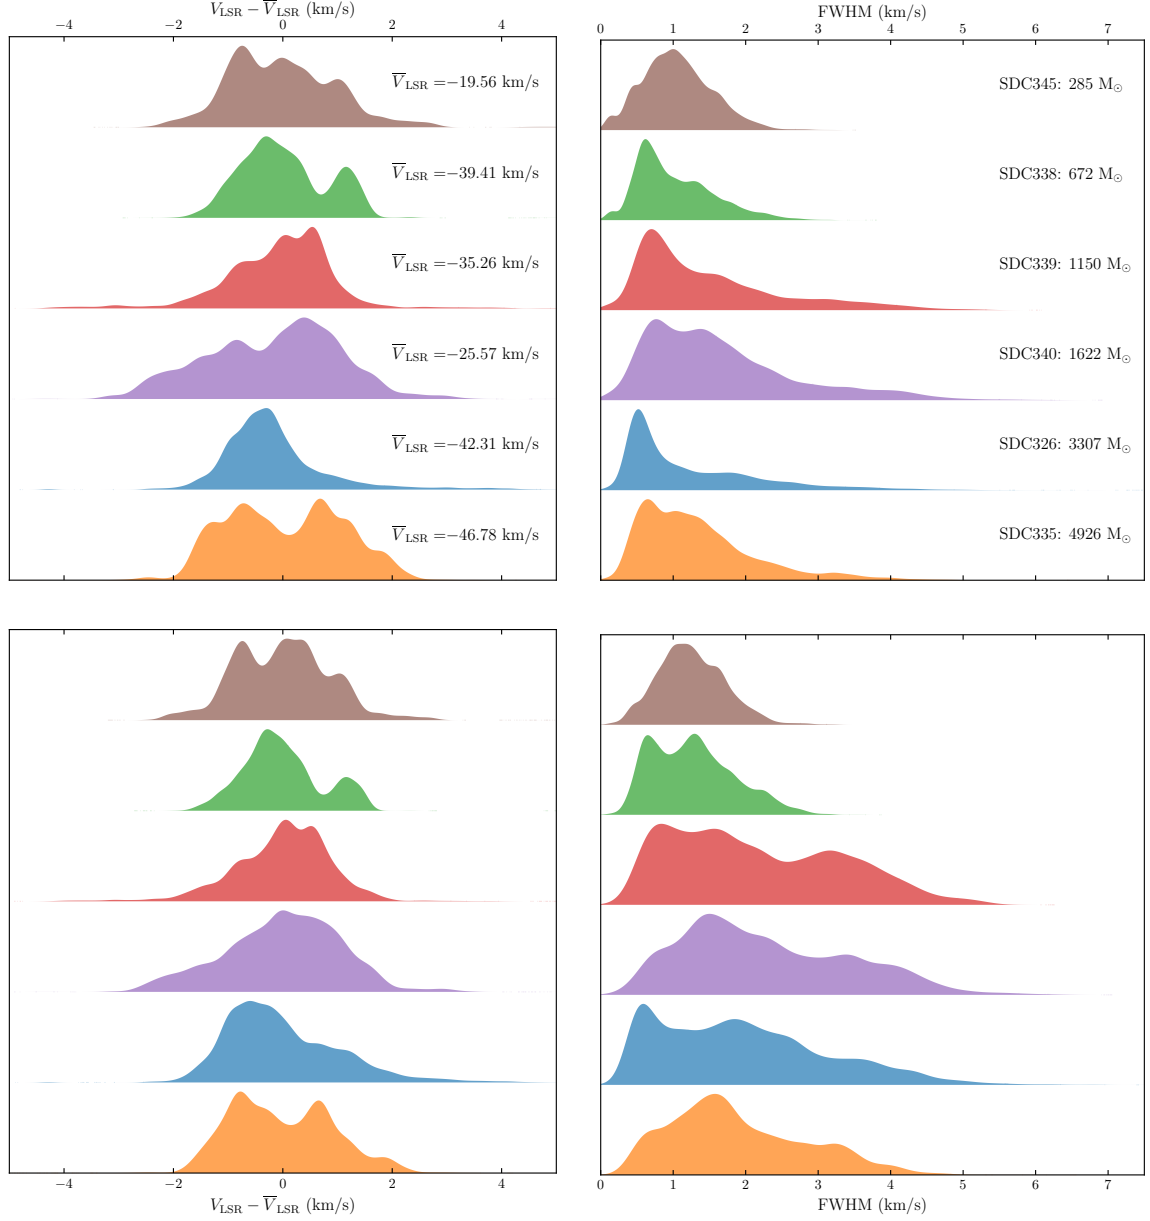 V_LSR − V̅_LSR (km/s)
−4 −2 0 2 4
FWHM (km/s)
0 1 2 3 4 5 6 7
V̅_LSR =−19.56 km/s
SDC345: 285 M⊙
V̅_LSR =−39.41 km/s
SDC338: 672 M⊙
V̅_LSR =−35.26 km/s
SDC339: 1150 M⊙
V̅_LSR =−25.57 km/s
SDC340: 1622 M⊙
V̅_LSR =−42.31 km/s
SDC326: 3307 M⊙
V̅_LSR =−46.78 km/s
SDC335: 4926 M⊙
−4 −2 0 2 4
V_LSR − V̅_LSR (km/s)
0 1 2 3 4 5 6 7
FWHM (km/s)